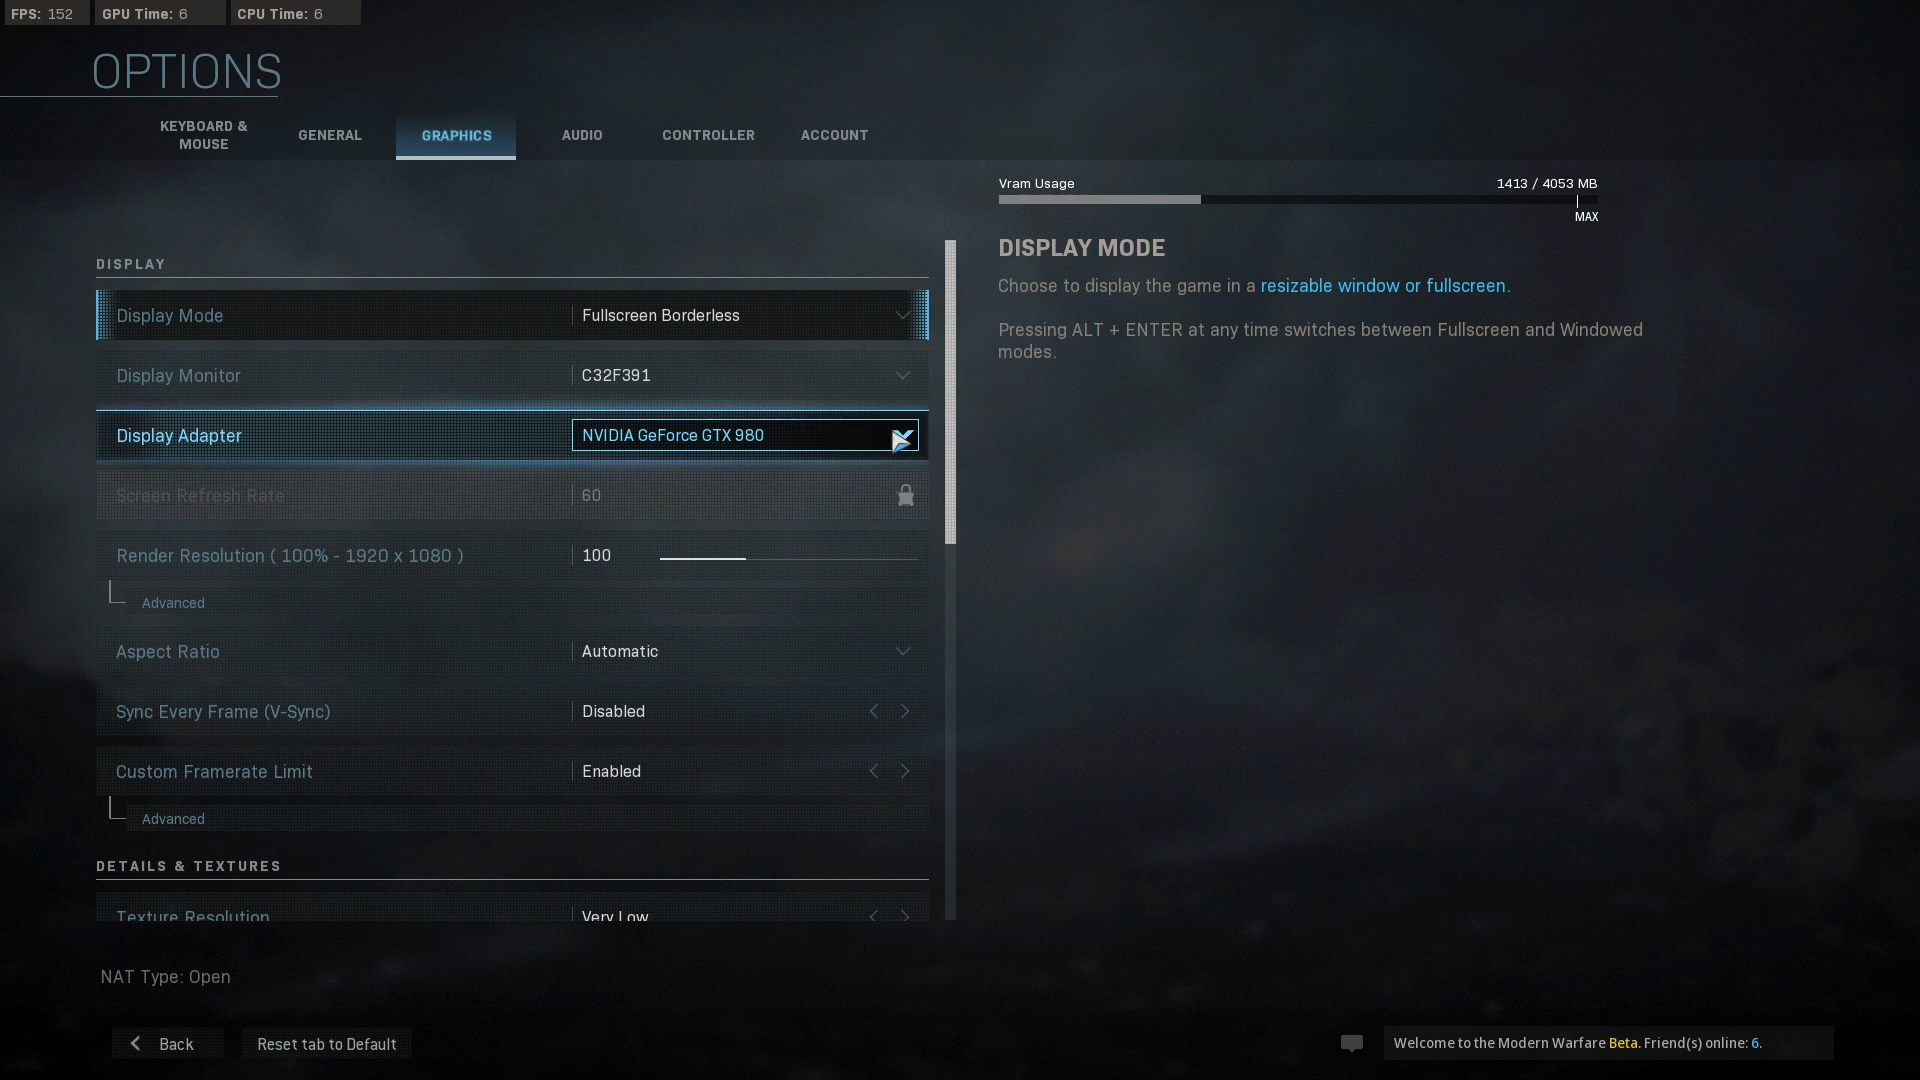 FPS: 152 GPU Time: 6 CPU Time: 6
OPTIONS
KEYBOARD & MOUSE
GENERAL
GRAPHICS
AUDIO
CONTROLLER
ACCOUNT
Vram Usage 1413 / 4053 MB
MAX
DISPLAY MODE
Choose to display the game in a resizable window or fullscreen.
Pressing ALT + ENTER at any time switches between Fullscreen and Windowed
modes.
DISPLAY
Display Mode Fullscreen Borderless
Display Monitor C32F391
Display Adapter NVIDIA GeForce GTX 980
Screen Refresh Rate 60
Render Resolution ( 100% - 1920 x 1080 ) 100
Advanced
Aspect Ratio Automatic
Sync Every Frame (V-Sync) Disabled
Custom Framerate Limit Enabled
Advanced
DETAILS & TEXTURES
Texture Resolution Very Low
NAT Type: Open
Back Reset tab to Default
Welcome to the Modern Warfare Beta. Friend(s) online: 6.